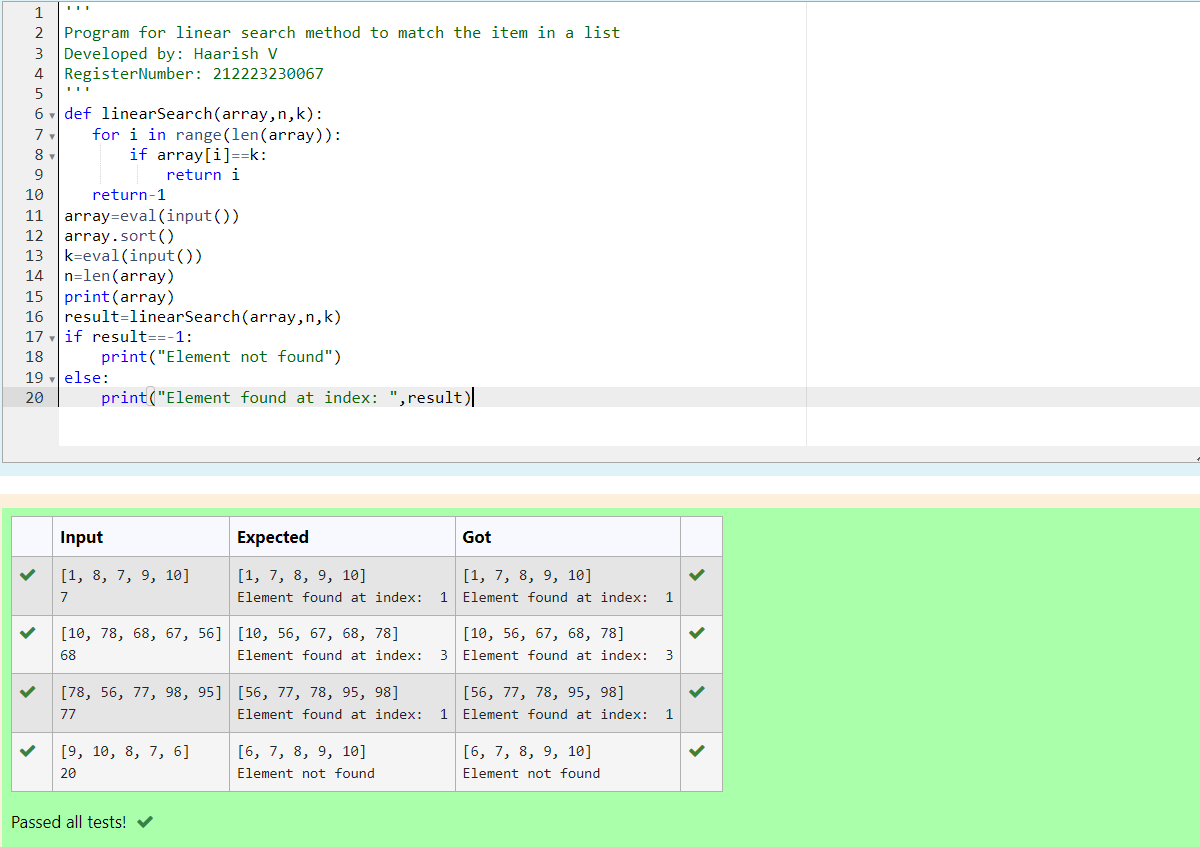 1 '''
2 Program for linear search method to match the item in a list
3 Developed by: Haarish V
4 RegisterNumber: 212223230067
5 '''
6 def linearSearch(array,n,k):
7    for i in range(len(array)):
8        if array[i]==k:
9            return i
10    return-1
11 array=eval(input())
12 array.sort()
13 k=eval(input())
14 n=len(array)
15 print(array)
16 result=linearSearch(array,n,k)
17 if result==-1:
18     print("Element not found")
19 else:
20     print("Element found at index: ",result)
Input Expected Got
[1, 8, 7, 9, 10] [1, 7, 8, 9, 10] [1, 7, 8, 9, 10]
7 Element found at index:  1 Element found at index:  1
[10, 78, 68, 67, 56] [10, 56, 67, 68, 78] [10, 56, 67, 68, 78]
68 Element found at index:  3 Element found at index:  3
[78, 56, 77, 98, 95] [56, 77, 78, 95, 98] [56, 77, 78, 95, 98]
77 Element found at index:  1 Element found at index:  1
[9, 10, 8, 7, 6] [6, 7, 8, 9, 10] [6, 7, 8, 9, 10]
20 Element not found Element not found
Passed all tests!